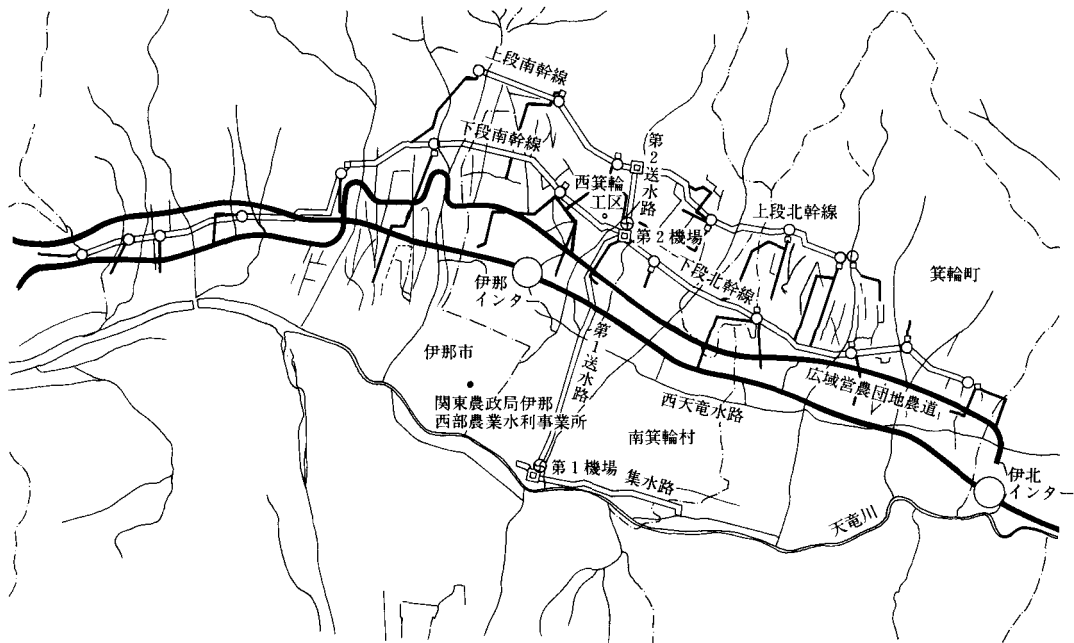 上段南幹線
下段南幹線
第2送水路
西箕輪
工区
上段北幹線
第2機場
下段北幹線
箕輪町
伊那
インター
第1送水路
伊那市
広域営農団地農道
西天竜水路
関東農政局伊那
西部農業水利事業所
南箕輪村
第1機場
集水路
伊北
インター
天竜川